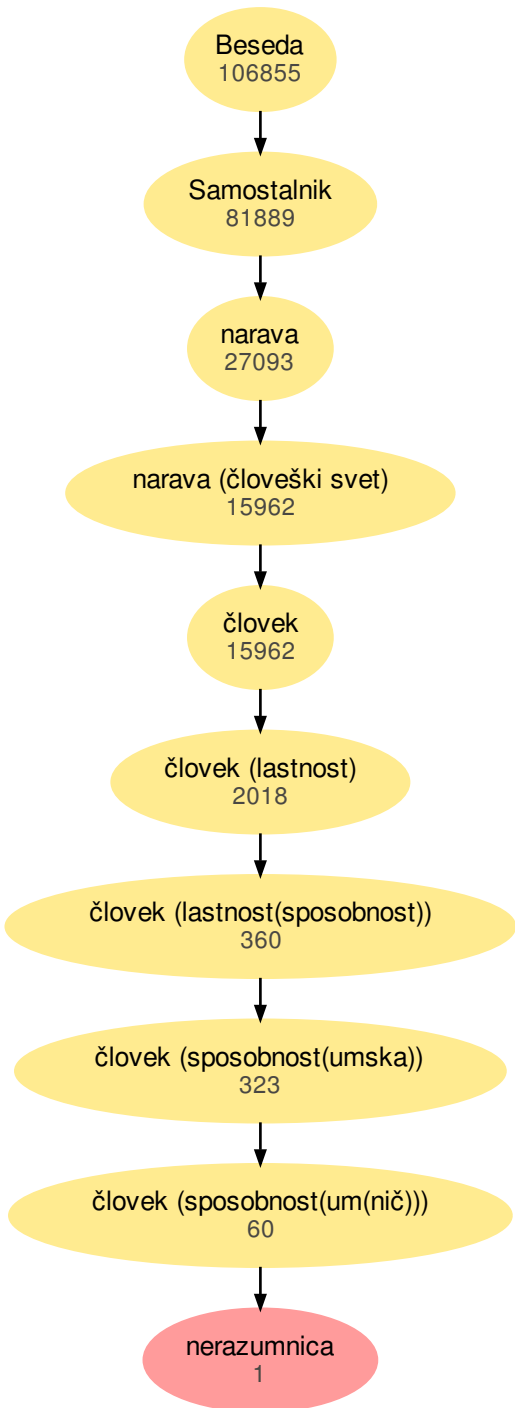 Beseda
106855
Samostalnik
81889
narava
27093
narava (človeški svet)
15962
človek
15962
človek (lastnost)
2018
človek (lastnost(sposobnost))
360
človek (sposobnost(umska))
323
človek (sposobnost(um(nič)))
60
nerazumnica
1